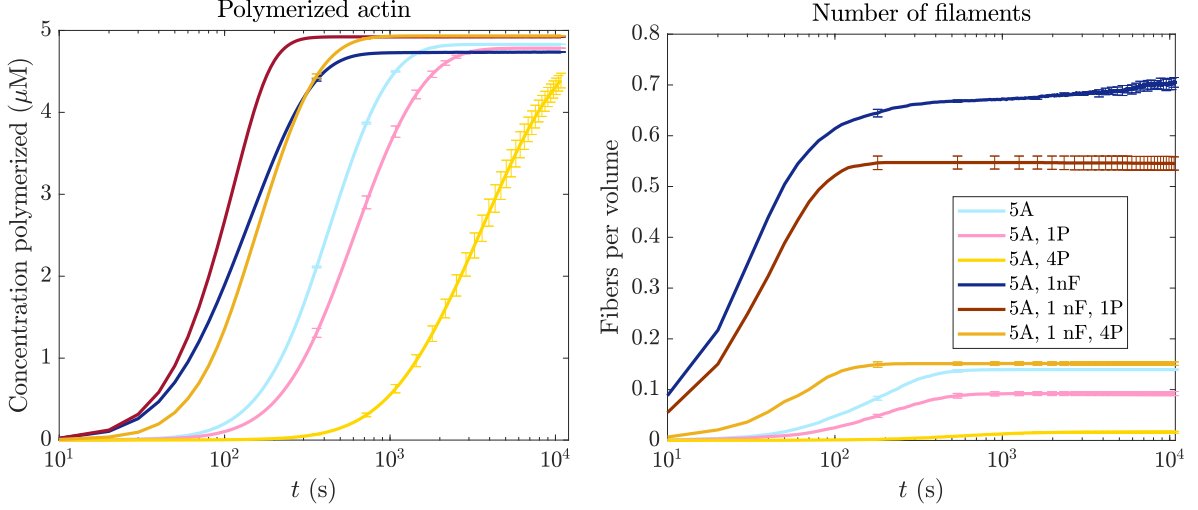 Polymerized actin
Concentration polymerized (μM)
5
4
3
2
1
0
10^1
10^2
10^3
10^4
t (s)
Number of filaments
Fibers per volume
0.8
0.7
0.6
0.5
0.4
0.3
0.2
0.1
0
5A
5A, 1P
5A, 4P
5A, 1nF
5A, 1 nF, 1P
5A, 1 nF, 4P
10^1
10^2
10^3
10^4
t (s)